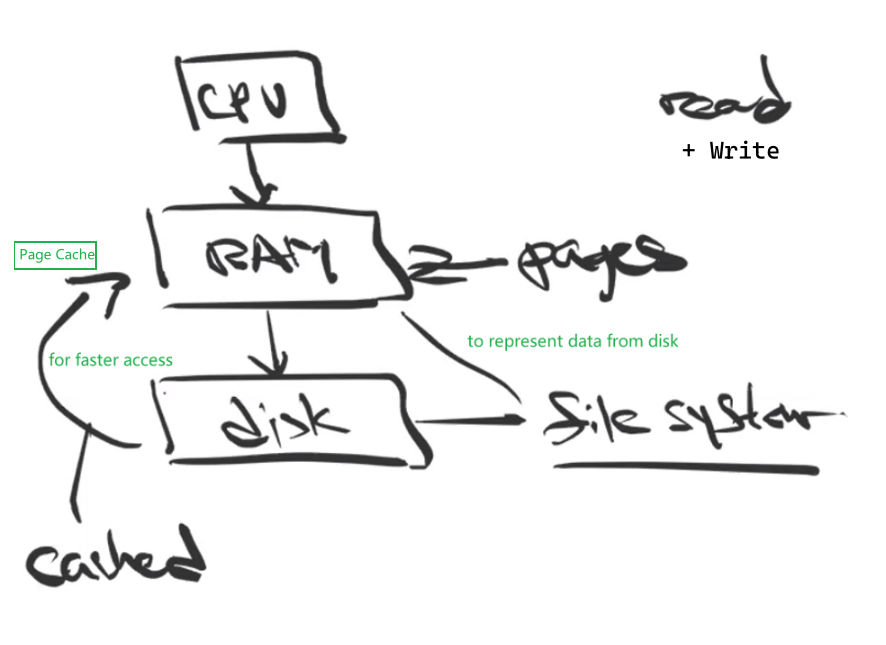 CPU
read
+ Write
RAM
Page Cache
pages
for faster access
to represent data from disk
disk
file system
cached